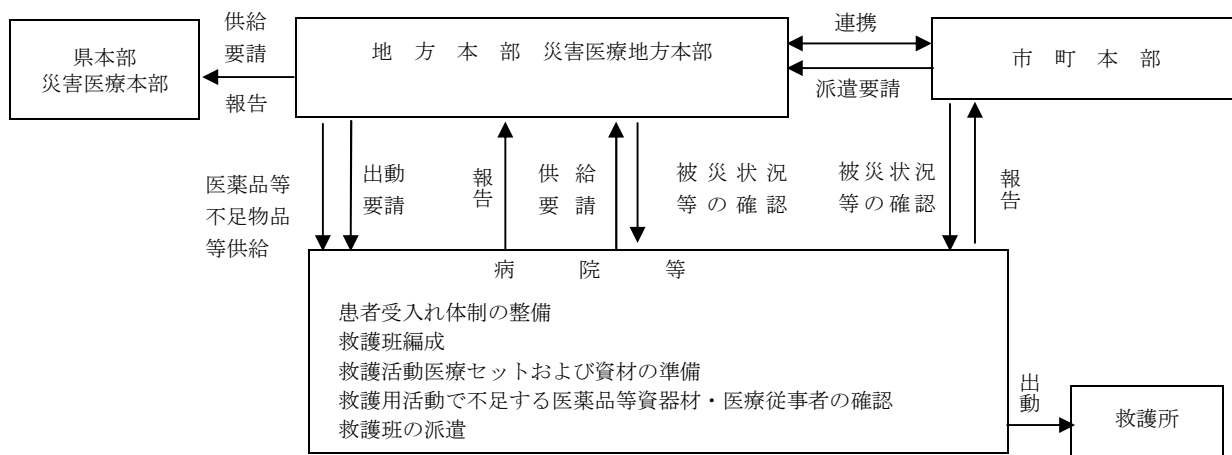 供給
要請
県本部
災害医療本部
報告
地 方 本 部 災害医療地方本部
連携
派遣要請
市 町 本 部
医薬品等
不足物品
等供給
出動
要請
報告
供 給
要 請
被 災 状 況
等 の 確 認
被災状況
等の確認
報告
病 院 等
患者受入れ体制の整備
救護班編成
救護活動医療セットおよび資材の準備
救護用活動で不足する医薬品等資器材・医療従事者の確認
救護班の派遣
出動
救護所